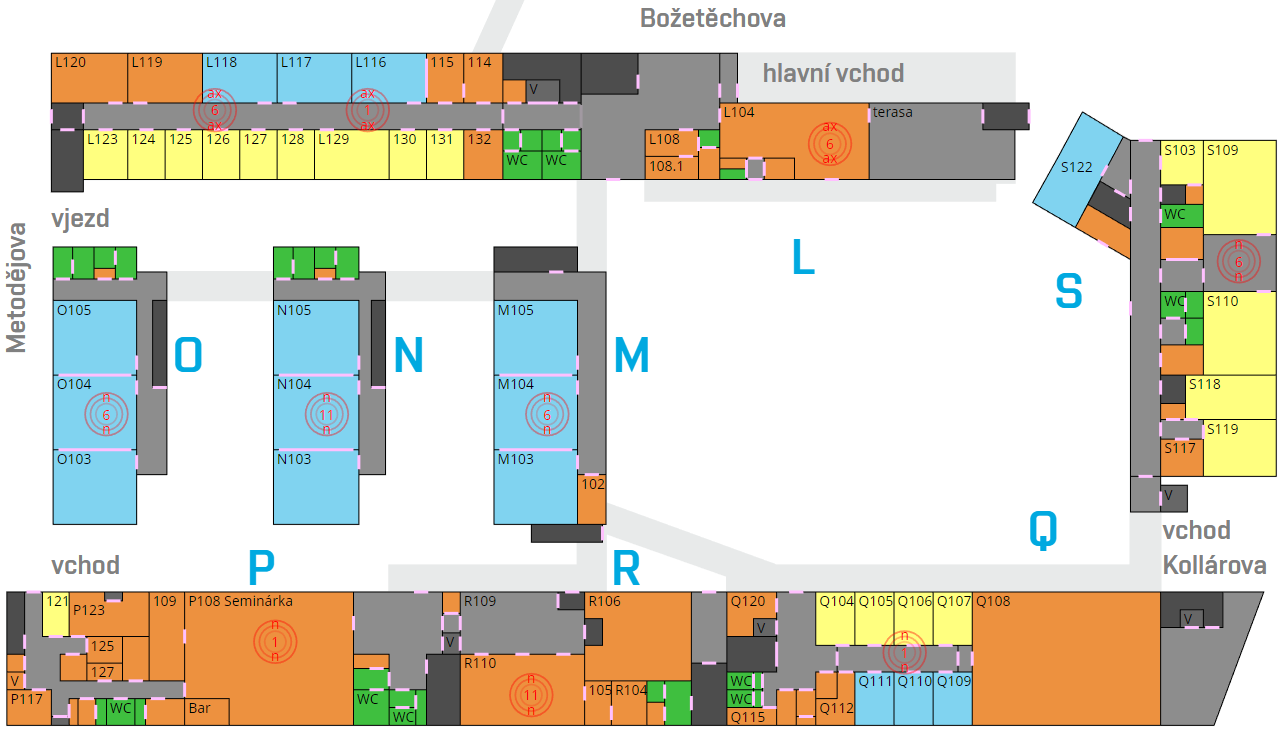 Božetěchova
hlavní vchod
L120 L119 L118 L117 L116 115 114
V
ax 6 ax
ax 1 ax
L104 terasa
ax 6 ax
L123 124 125 126 127 128 L129 130 131 132
WC WC
L108
108.1
S122
S103 S109
WC
n 6 n
WC S110
S118
S119
S117
V
Metodějova
vjezd
L
S
O105 N105 M105
O N M
O104 N104 M104
n 6 n
n 11 n
n 6 n
O103 N103 M103
102
vchod
P R Q
vchod
Kollárova
121 P123 109 P108 Seminárka
125
127
V
P117
WC
Bar
n 1 n
WC
WC
R109
V
R110
n 11 n
R106
105 R104
Q120
V
WC
WC
Q115
Q104 Q105 Q106 Q107 Q108
n 1 n
Q111 Q110 Q109
Q112
V